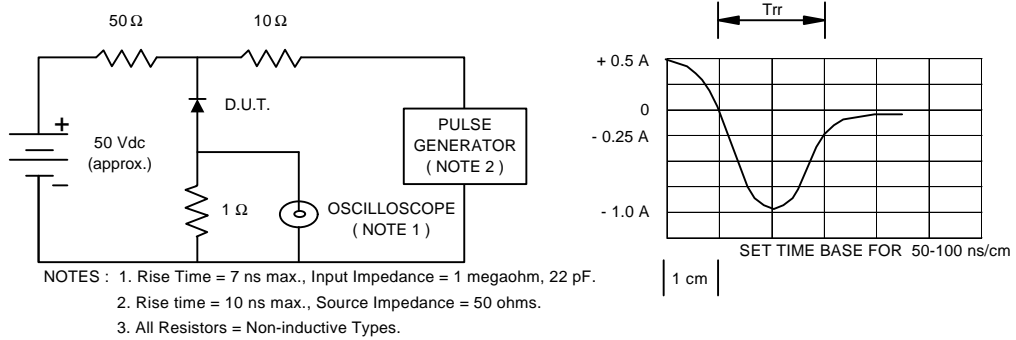 50 Ω
10 Ω
Trr
+ 0.5 A
0
- 0.25 A
- 1.0 A
D.U.T.
+
50 Vdc
(approx.)
−
PULSE
GENERATOR
( NOTE 2 )
1 Ω
OSCILLOSCOPE
( NOTE 1 )
SET TIME BASE FOR 50-100 ns/cm
1 cm
NOTES : 1. Rise Time = 7 ns max., Input Impedance = 1 megaohm, 22 pF.
2. Rise time = 10 ns max., Source Impedance = 50 ohms.
3. All Resistors = Non-inductive Types.